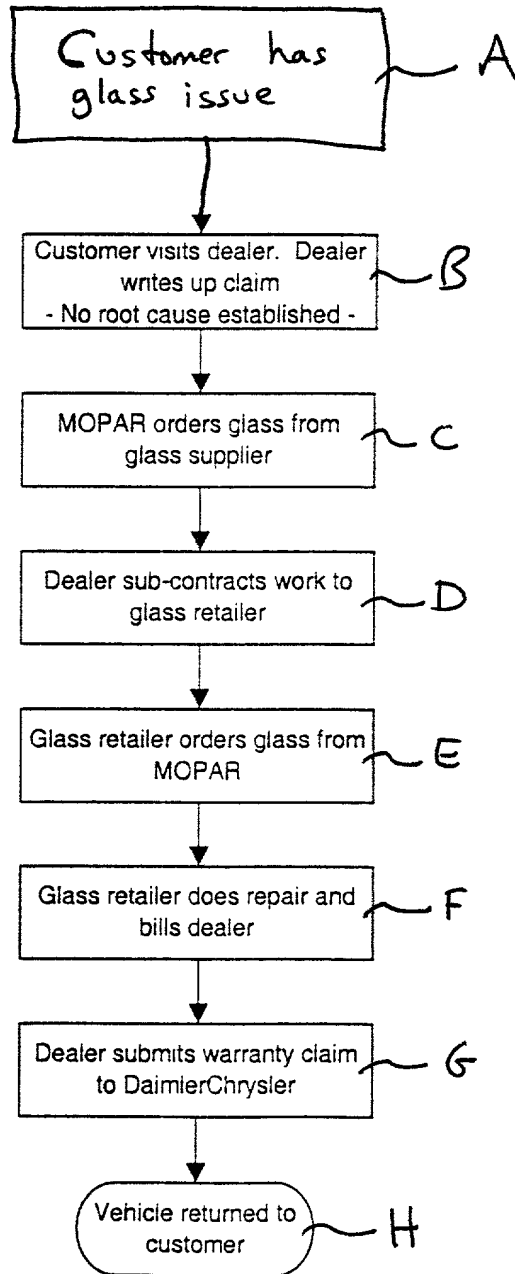 Customer has
glass issue
A
Customer visits dealer. Dealer
writes up claim
- No root cause established -
B
MOPAR orders glass from
glass supplier
C
Dealer sub-contracts work to
glass retailer
D
Glass retailer orders glass from
MOPAR
E
Glass retailer does repair and
bills dealer
F
Dealer submits warranty claim
to DaimlerChrysler
G
Vehicle returned to
customer
H